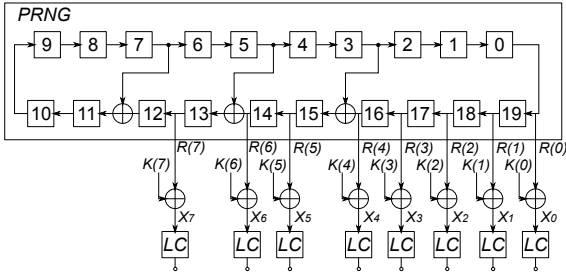 PRNG
9 8 7 6 5 4 3 2 1 0
10 11 12 13 14 15 16 17 18 19
R(7) R(6) R(5) R(4) R(3) R(2) R(1) R(0)
K(7) K(6) K(5) K(4) K(3) K(2) K(1) K(0)
X7 X6 X5 X4 X3 X2 X1 X0
LC LC LC LC LC LC LC LC